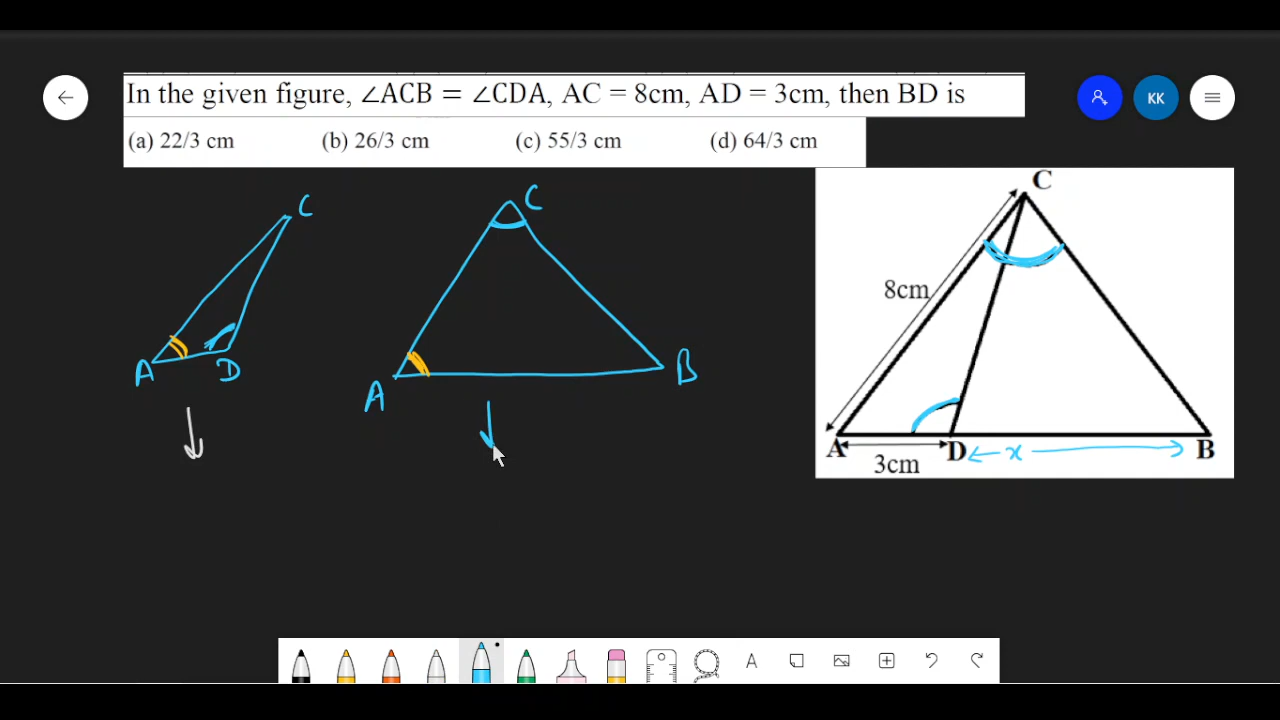 In the given figure, ∠ACB = ∠CDA, AC = 8cm, AD = 3cm, then BD is
(a) 22/3 cm (b) 26/3 cm (c) 55/3 cm (d) 64/3 cm
KK
C
A
D
C
A
B
C
8cm
A
D
x
B
3cm
A